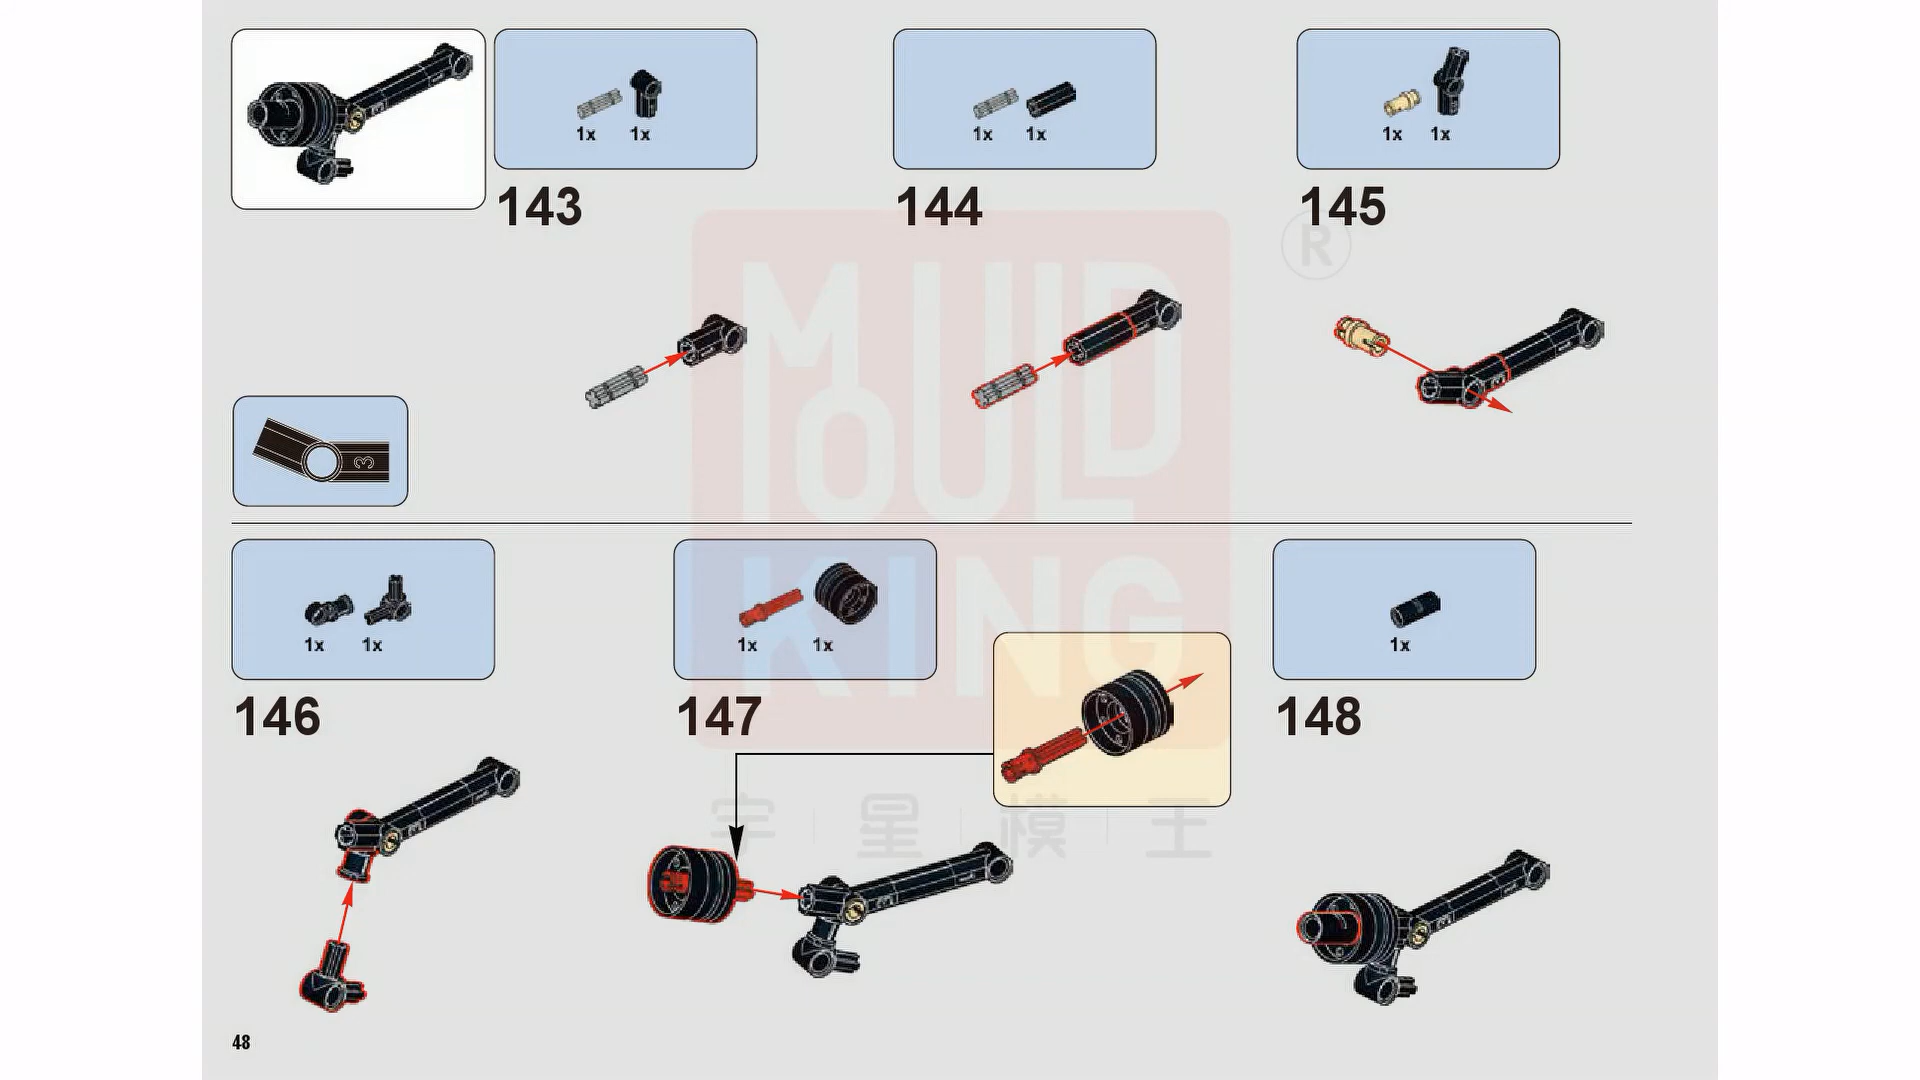 1x 1x
143
1x 1x
144
1x 1x
145
®
MOULD
KING
宇 | 星 | 模 | 王
3
1x 1x
146
1x 1x
147
1x
148
48